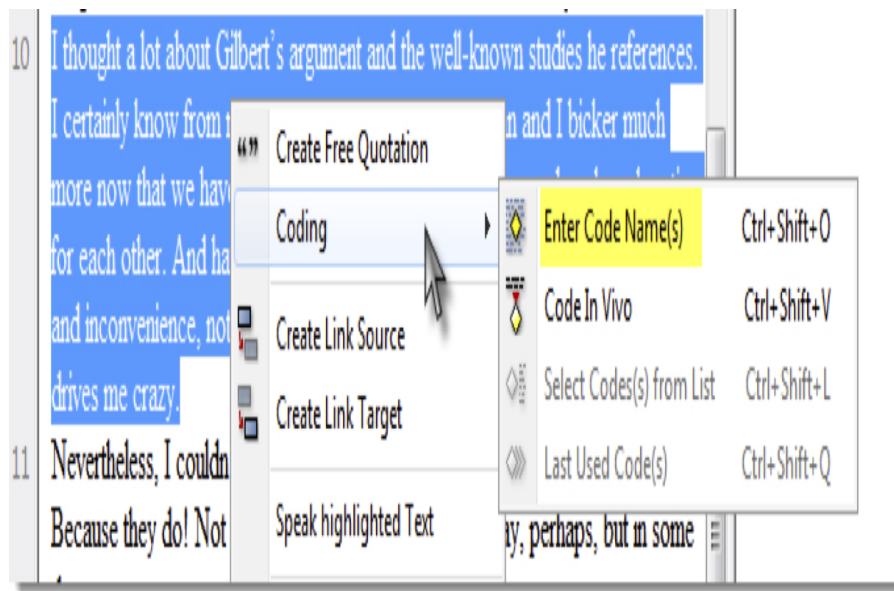 10
I thought a lot about Gilbert's argument and the well-known studies he references.
I certainly know from n and I bicker much
more now that we hav
for each other. And ha
and inconvenience, not
drives me crazy.
11
Nevertheless, I couldn
Because they do! Not ay, perhaps, but in some
Create Free Quotation
Coding
Create Link Source
Create Link Target
Speak highlighted Text
Enter Code Name(s) Ctrl+Shift+O
Code In Vivo Ctrl+Shift+V
Select Codes(s) from List Ctrl+Shift+L
Last Used Code(s) Ctrl+Shift+Q